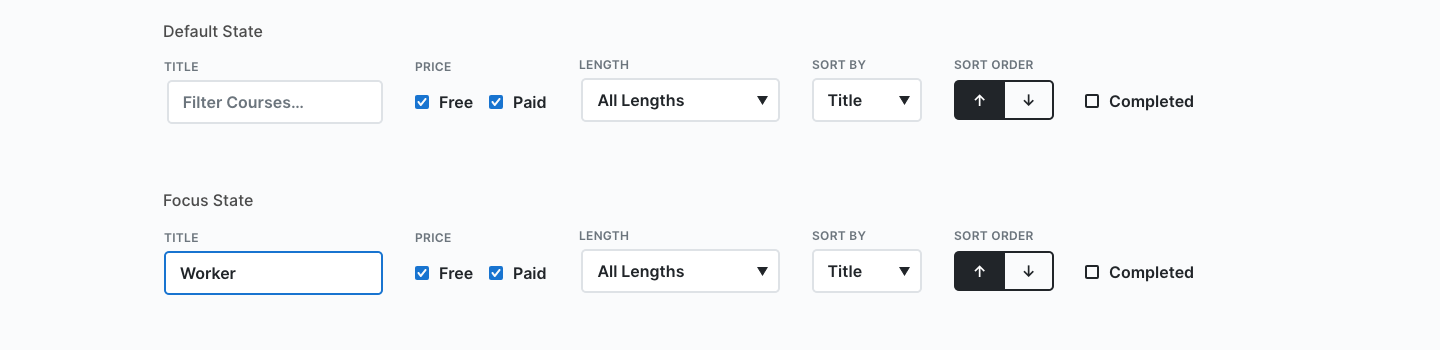 Default State
TITLE PRICE LENGTH SORT BY SORT ORDER
Filter Courses... Free Paid All Lengths ▼ Title ▼ ↑ ↓ Completed
Focus State
TITLE PRICE LENGTH SORT BY SORT ORDER
Worker Free Paid All Lengths ▼ Title ▼ ↑ ↓ Completed